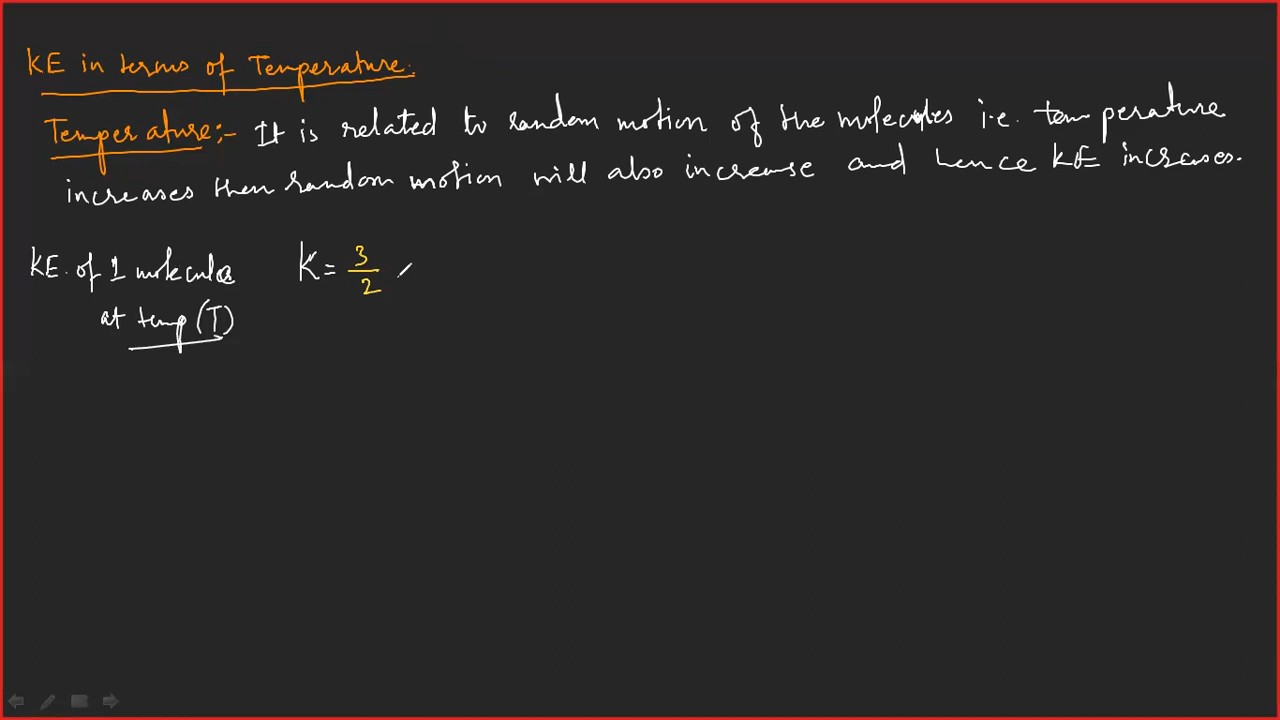 KE in terms of Temperature.
Temperature:- It is related to random motion of the molecules i.e. temperature
increases then random motion will also increase and hence KE increases.
KE. of 1 molecule K = 3/2
at temp (T)